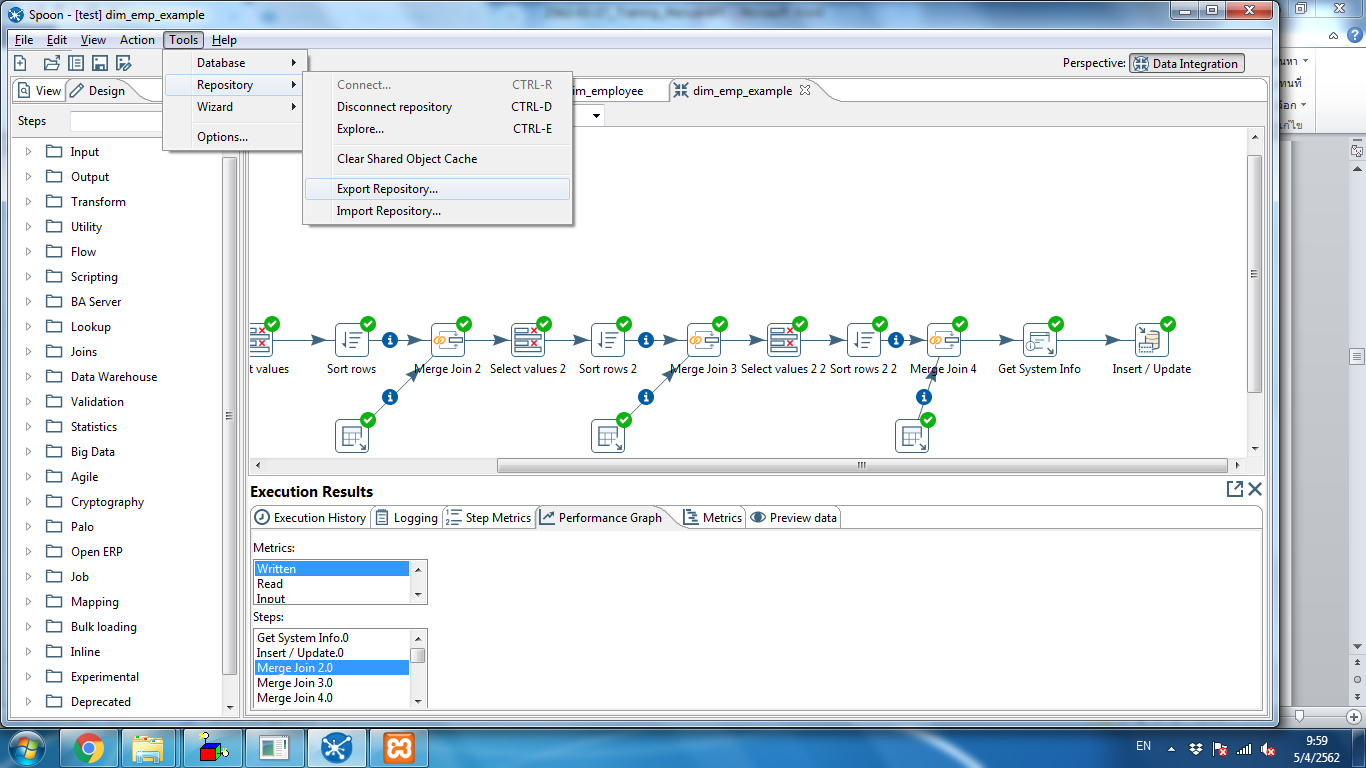 Spoon - [test] dim_emp_example
File Edit View Action Tools Help
Perspective: Data Integration
View Design
Steps
Database
Repository
Wizard
Options...
Connect... CTRL-R
Disconnect repository CTRL-D
Explore... CTRL-E
Clear Shared Object Cache
Export Repository...
Import Repository...
im_employee
dim_emp_example
Input
Output
Transform
Utility
Flow
Scripting
BA Server
Lookup
Joins
Data Warehouse
Validation
Statistics
Big Data
Agile
Cryptography
Palo
Open ERP
Job
Mapping
Bulk loading
Inline
Experimental
Deprecated
t values Sort rows Merge Join 2 Select values 2 Sort rows 2 Merge Join 3 Select values 2 2 Sort rows 2 2 Merge Join 4 Get System Info Insert / Update
Execution Results
Execution History Logging Step Metrics Performance Graph Metrics Preview data
Metrics:
Written
Read
Input
Steps:
Get System Info.0
Insert / Update.0
Merge Join 2.0
Merge Join 3.0
Merge Join 4.0
EN
9:59
5/4/2562